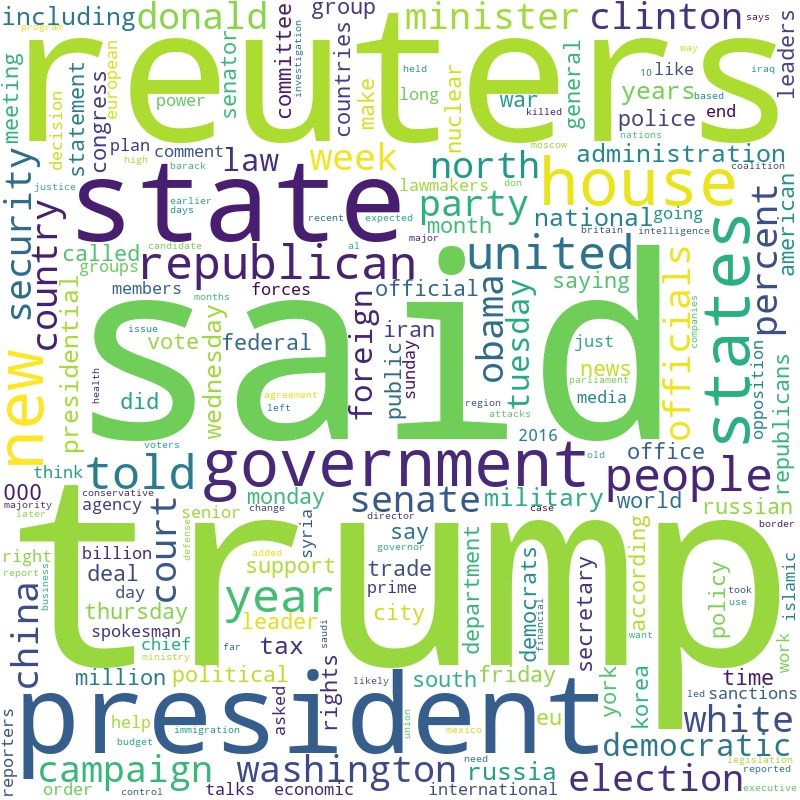 including donald group minister clinton says
program
reuters
meeting
decision
statement
european
congress
power
senator
committee
investigation
countries
make
long
held
nuclear
war
10
like
general
killed
way
years
police
based
iraq
end
leaders
nations
moscow
plan
comment
law
week
high
barack
justice
state
north
administration
coalition
lawmakers
don
house
party
month
earlier
days
recent
expected
national
going
security
country
called
groups
candidate
al
major
britain
intelligence
american
republican
united
states
percent
members
months
forces
official
saying
officials
companies
new
presidential
issue
vote
wednesday
federal
said
foreign
public
iran
sunday
obama
tuesday
just
news
media
opposition
republicans
health
did
agreement
left
region
attacks
parliament
voters
2016
old
office
think
told
government
people
000
conservative
majority
later
agency
monday
senate
military
world
russian
court
senior
defense
change
syria
director
say
governor
case
border
trump
right
report
business
billion
deal
day
added
support
trade
prime
department
democrats
financial
secretary
according
policy
took
use
islamic
china
thursday
year
spokesman
chief
ministry
leader
city
far
tax
saudi
want
work
million
political
rights
likely
south
friday
york
korea
time
led
sanctions
president
reporters
help
immigration
asked
union
mexico
eu
white
budget
democratic
campaign
washington
russia
election
legislation
reported
order
control
talks
economic
international
executive